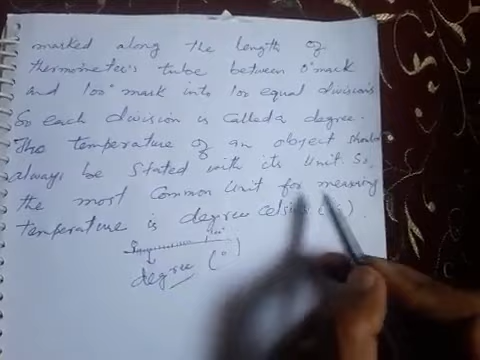 marked along the length of
thermometer's tube between 0° mark
and 100° mark into 100 equal divisions
So each division is called a degree.
The temperature of an object should
always be stated with its unit. So,
the most common unit for measuring
temperature is degree celsius (°c).
degree (°)